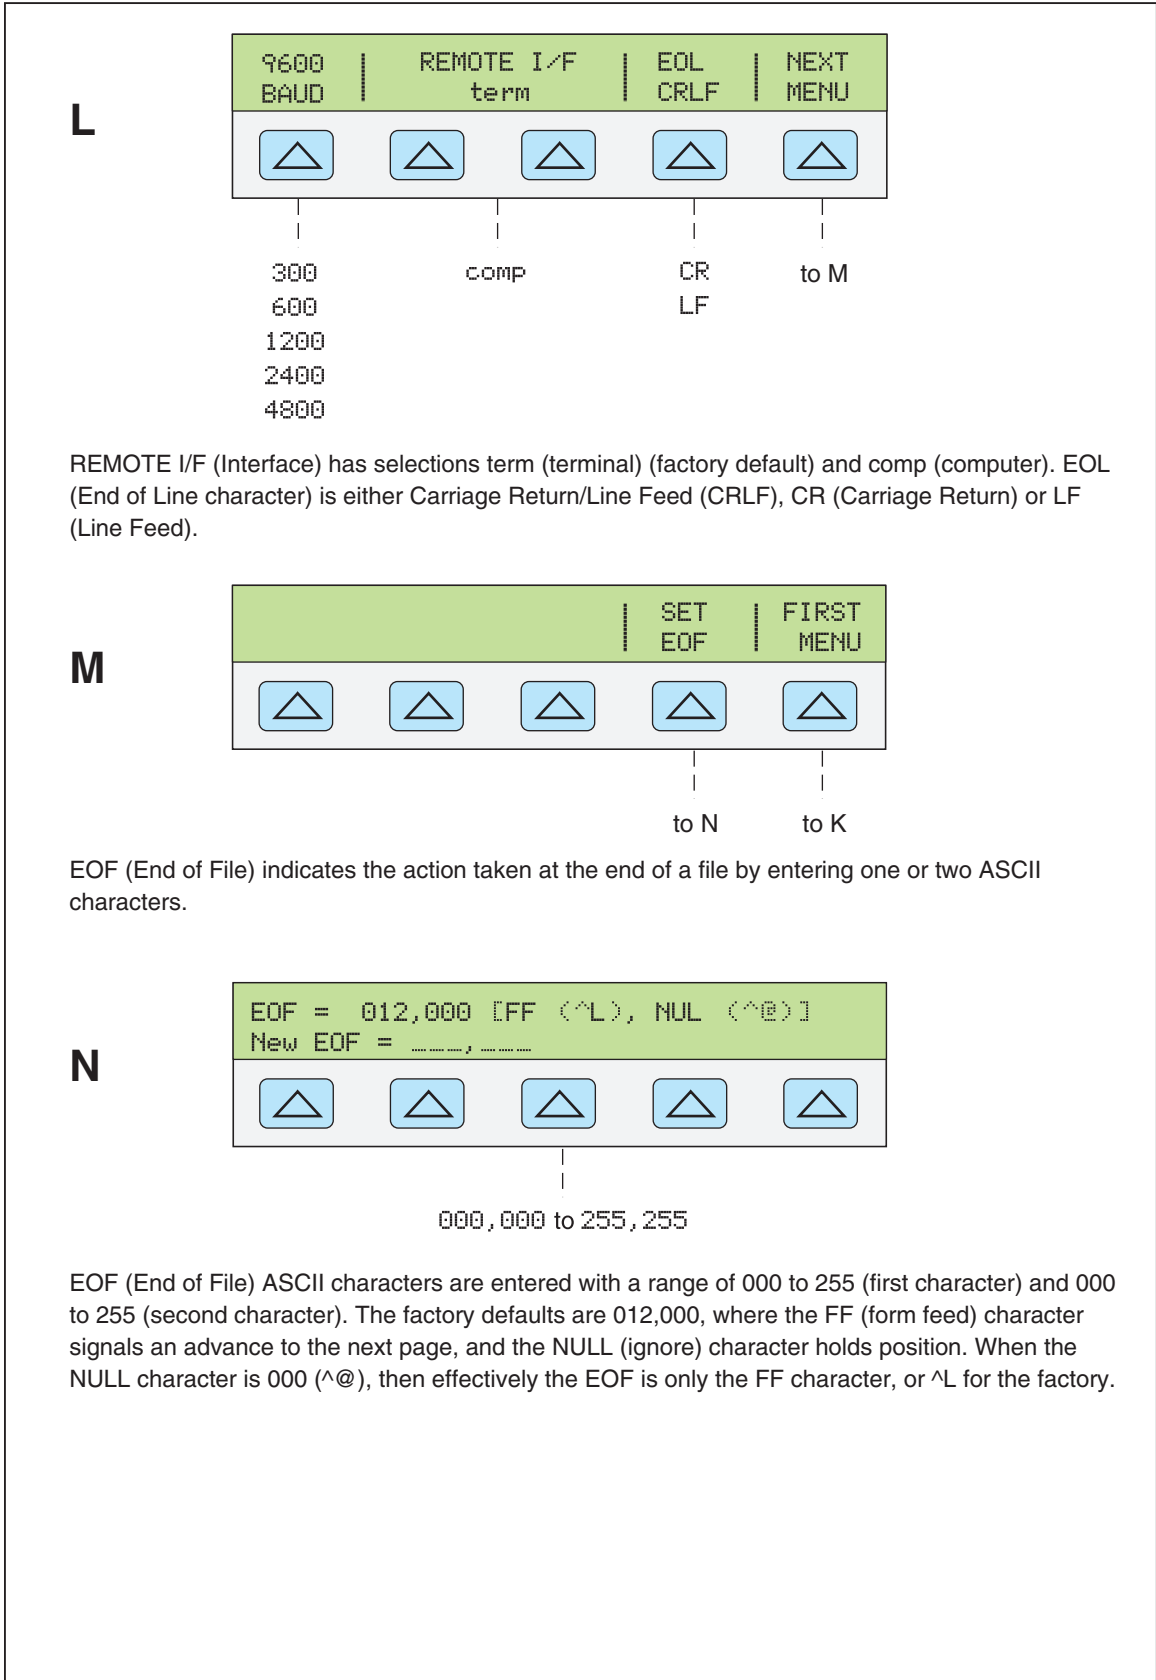 L
9600 | REMOTE I/F | EOL | NEXT
BAUD | term | CRLF | MENU
300 comp CR to M
600 LF
1200
2400
4800
REMOTE I/F (Interface) has selections term (terminal) (factory default) and comp (computer). EOL
(End of Line character) is either Carriage Return/Line Feed (CRLF), CR (Carriage Return) or LF
(Line Feed).
M
| SET | FIRST
| EOF | MENU
to N to K
EOF (End of File) indicates the action taken at the end of a file by entering one or two ASCII
characters.
N
EOF = 012,000 [FF (^L), NUL (^@)]
New EOF = ___,___
000,000 to 255,255
EOF (End of File) ASCII characters are entered with a range of 000 to 255 (first character) and 000
to 255 (second character). The factory defaults are 012,000, where the FF (form feed) character
signals an advance to the next page, and the NULL (ignore) character holds position. When the
NULL character is 000 (^@), then effectively the EOF is only the FF character, or ^L for the factory.